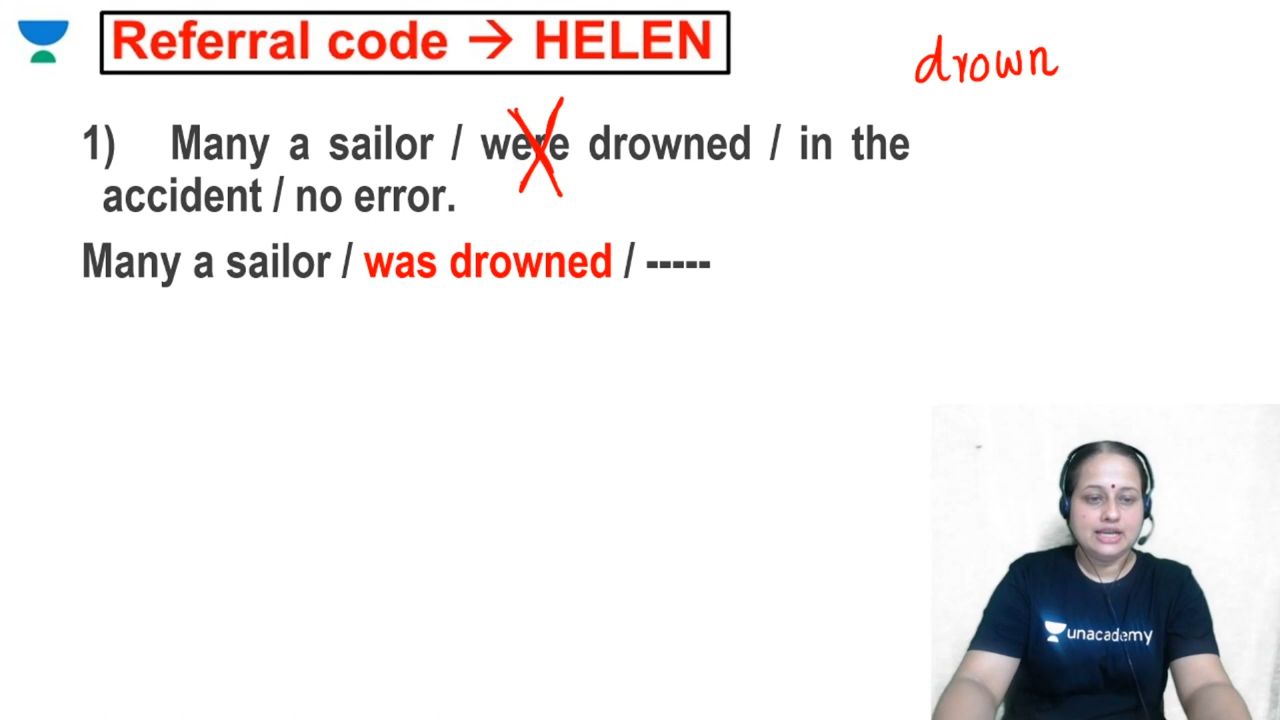 Referral code → HELEN
drown
1) Many a sailor / were drowned / in the
accident / no error.
Many a sailor / was drowned / -----
unacademy